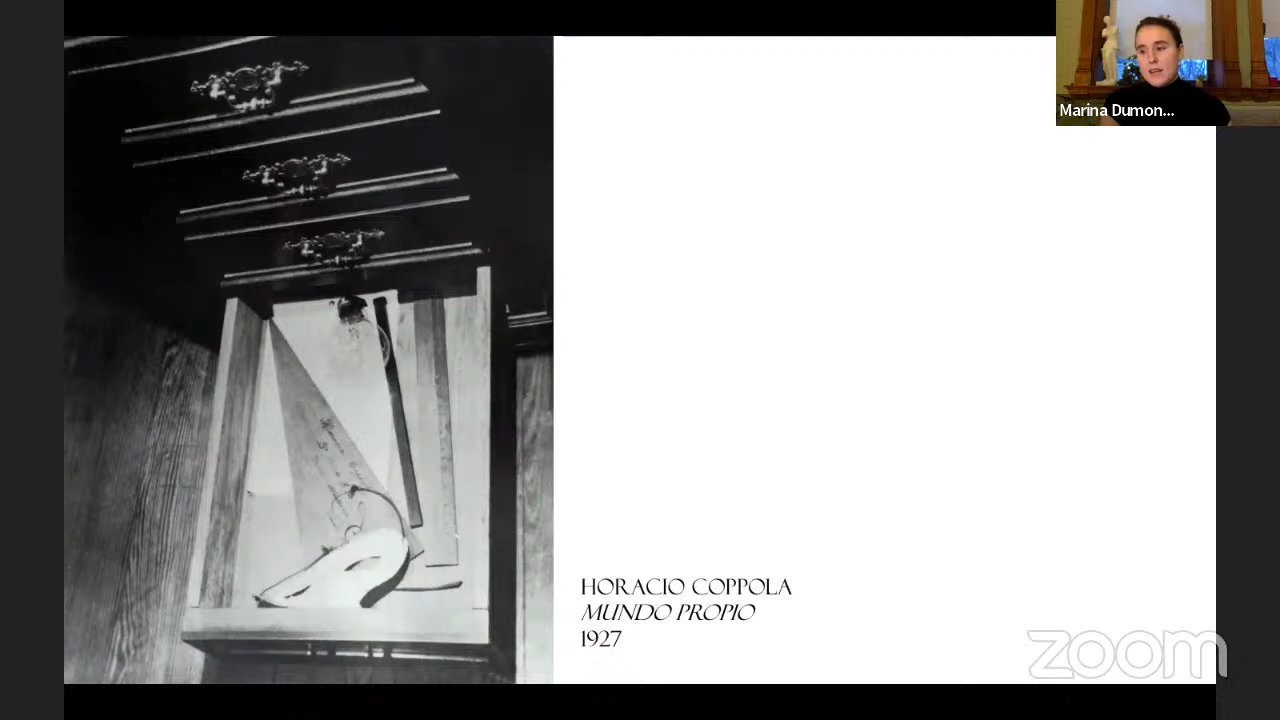 Marina Dumon...
HORACIO COPPOLA
MUNDO PROPIO
1927
zoom